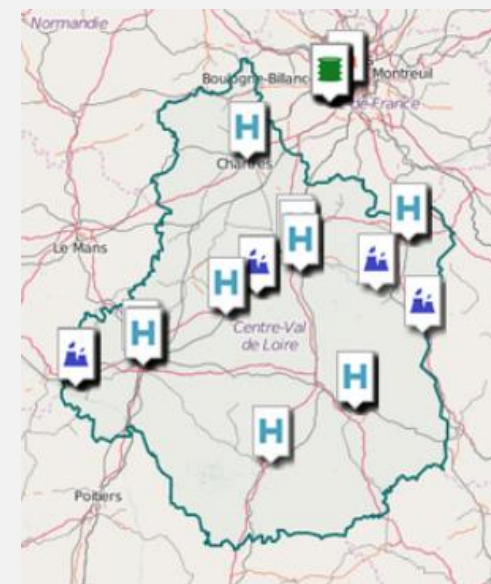 Normandie
Boulogne-Billanc
Montreuil
de-France
H
Chartres
H
Le Mans
H
H
Centre-Val
de Loire
H
H
H
Poitiers